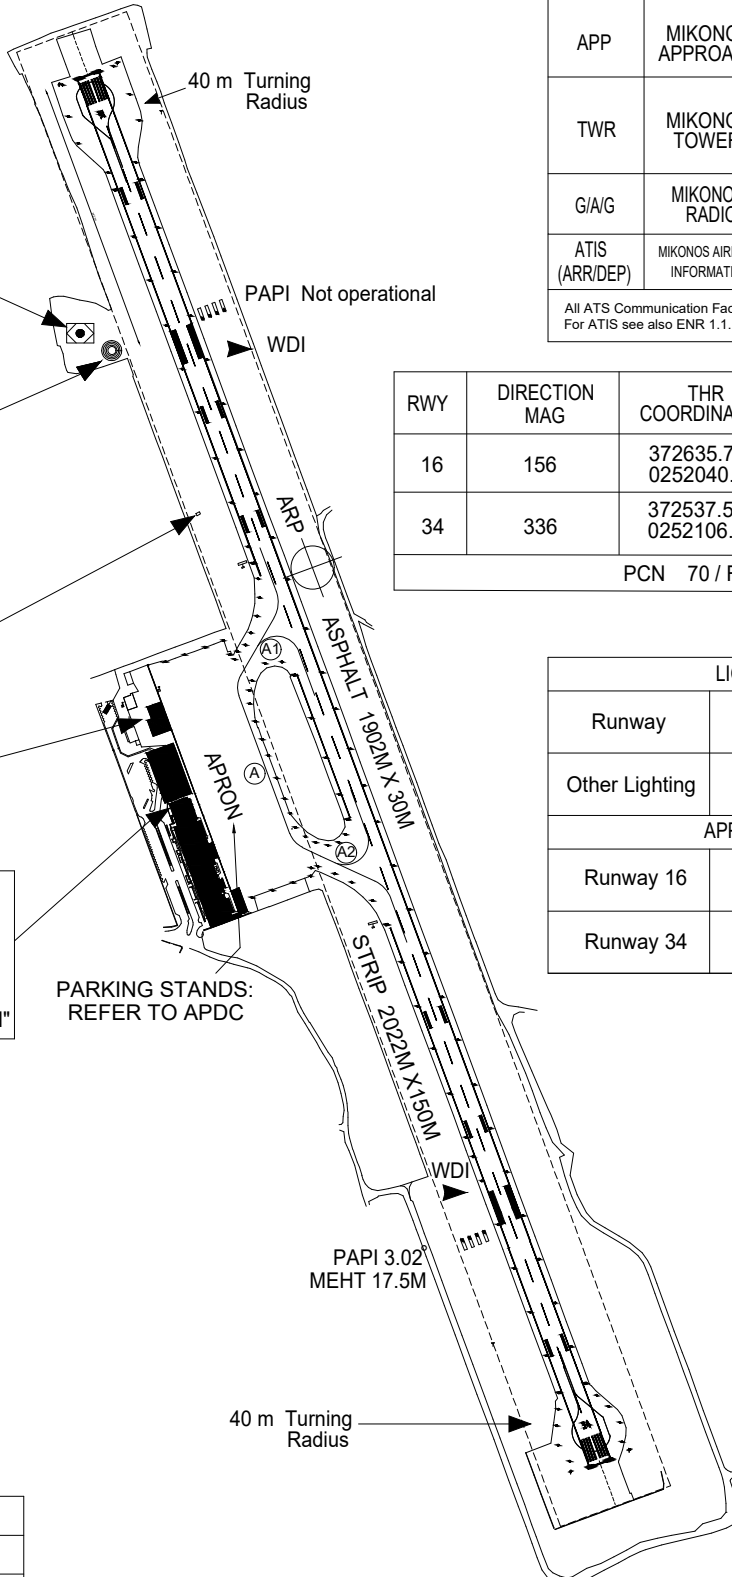 APP
MIKONO
APPROA
TWR
MIKONO
TOWER
G/A/G
MIKONO
RADIO
ATIS
(ARR/DEP)
MIKONOS AIR
INFORMATI
All ATS Communication Fac
For ATIS see also ENR 1.1.
40 m Turning
Radius
PAPI Not operational
WDI
RWY
DIRECTION
MAG
THR
COORDINA
16
156
372635.7
0252040.
34
336
372537.5
0252106.
PCN 70 / F
ARP
ASPHALT 1902M X 30M
A1
A
A2
APRON
LI
Runway
Other Lighting
APP
Runway 16
Runway 34
PARKING STANDS:
REFER TO APDC
STRIP 2022M X150M
WDI
PAPI 3.02°
MEHT 17.5M
40 m Turning
Radius
34